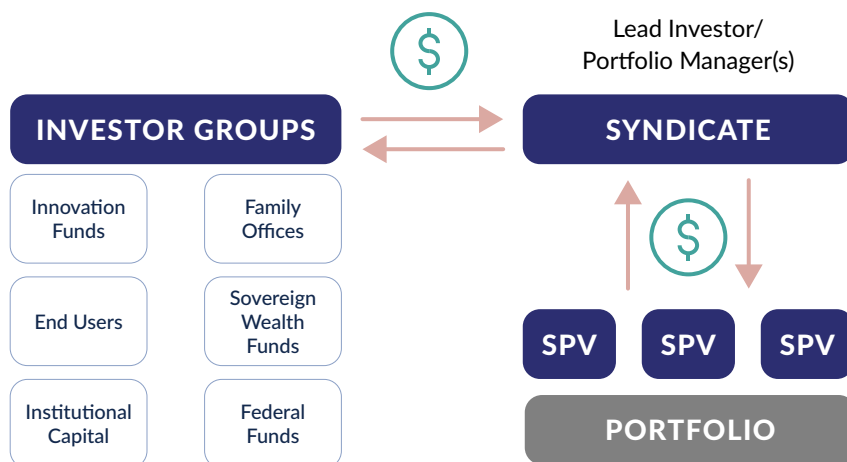 $
Lead Investor/
Portfolio Manager(s)
INVESTOR GROUPS
SYNDICATE
Innovation
Funds
Family
Offices
$
End Users
Sovereign
Wealth
Funds
SPV
SPV
SPV
Institutional
Capital
Federal
Funds
PORTFOLIO